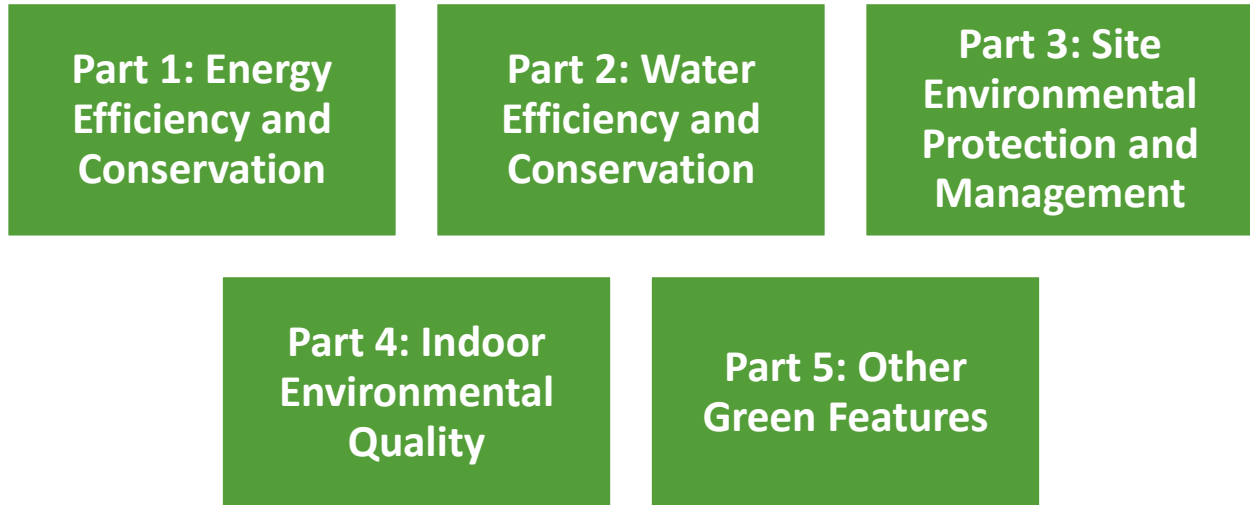 Part 1: Energy
Efficiency and
Conservation
Part 2: Water
Efficiency and
Conservation
Part 3: Site
Environmental
Protection and
Management
Part 4: Indoor
Environmental
Quality
Part 5: Other
Green Features